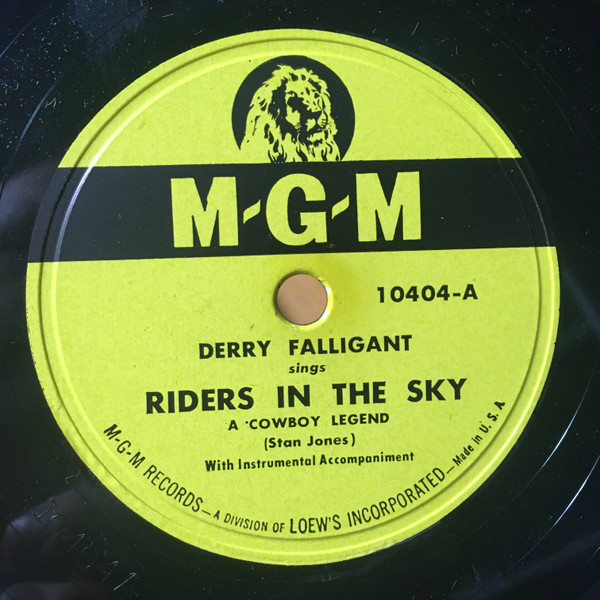 M-G-M
10404-A
DERRY FALLIGANT
sings
RIDERS IN THE SKY
A COWBOY LEGEND
(Stan Jones)
With Instrumental Accompaniment
M-G-M RECORDS—A DIVISION OF LOEW'S INCORPORATED—Made in U. S. A